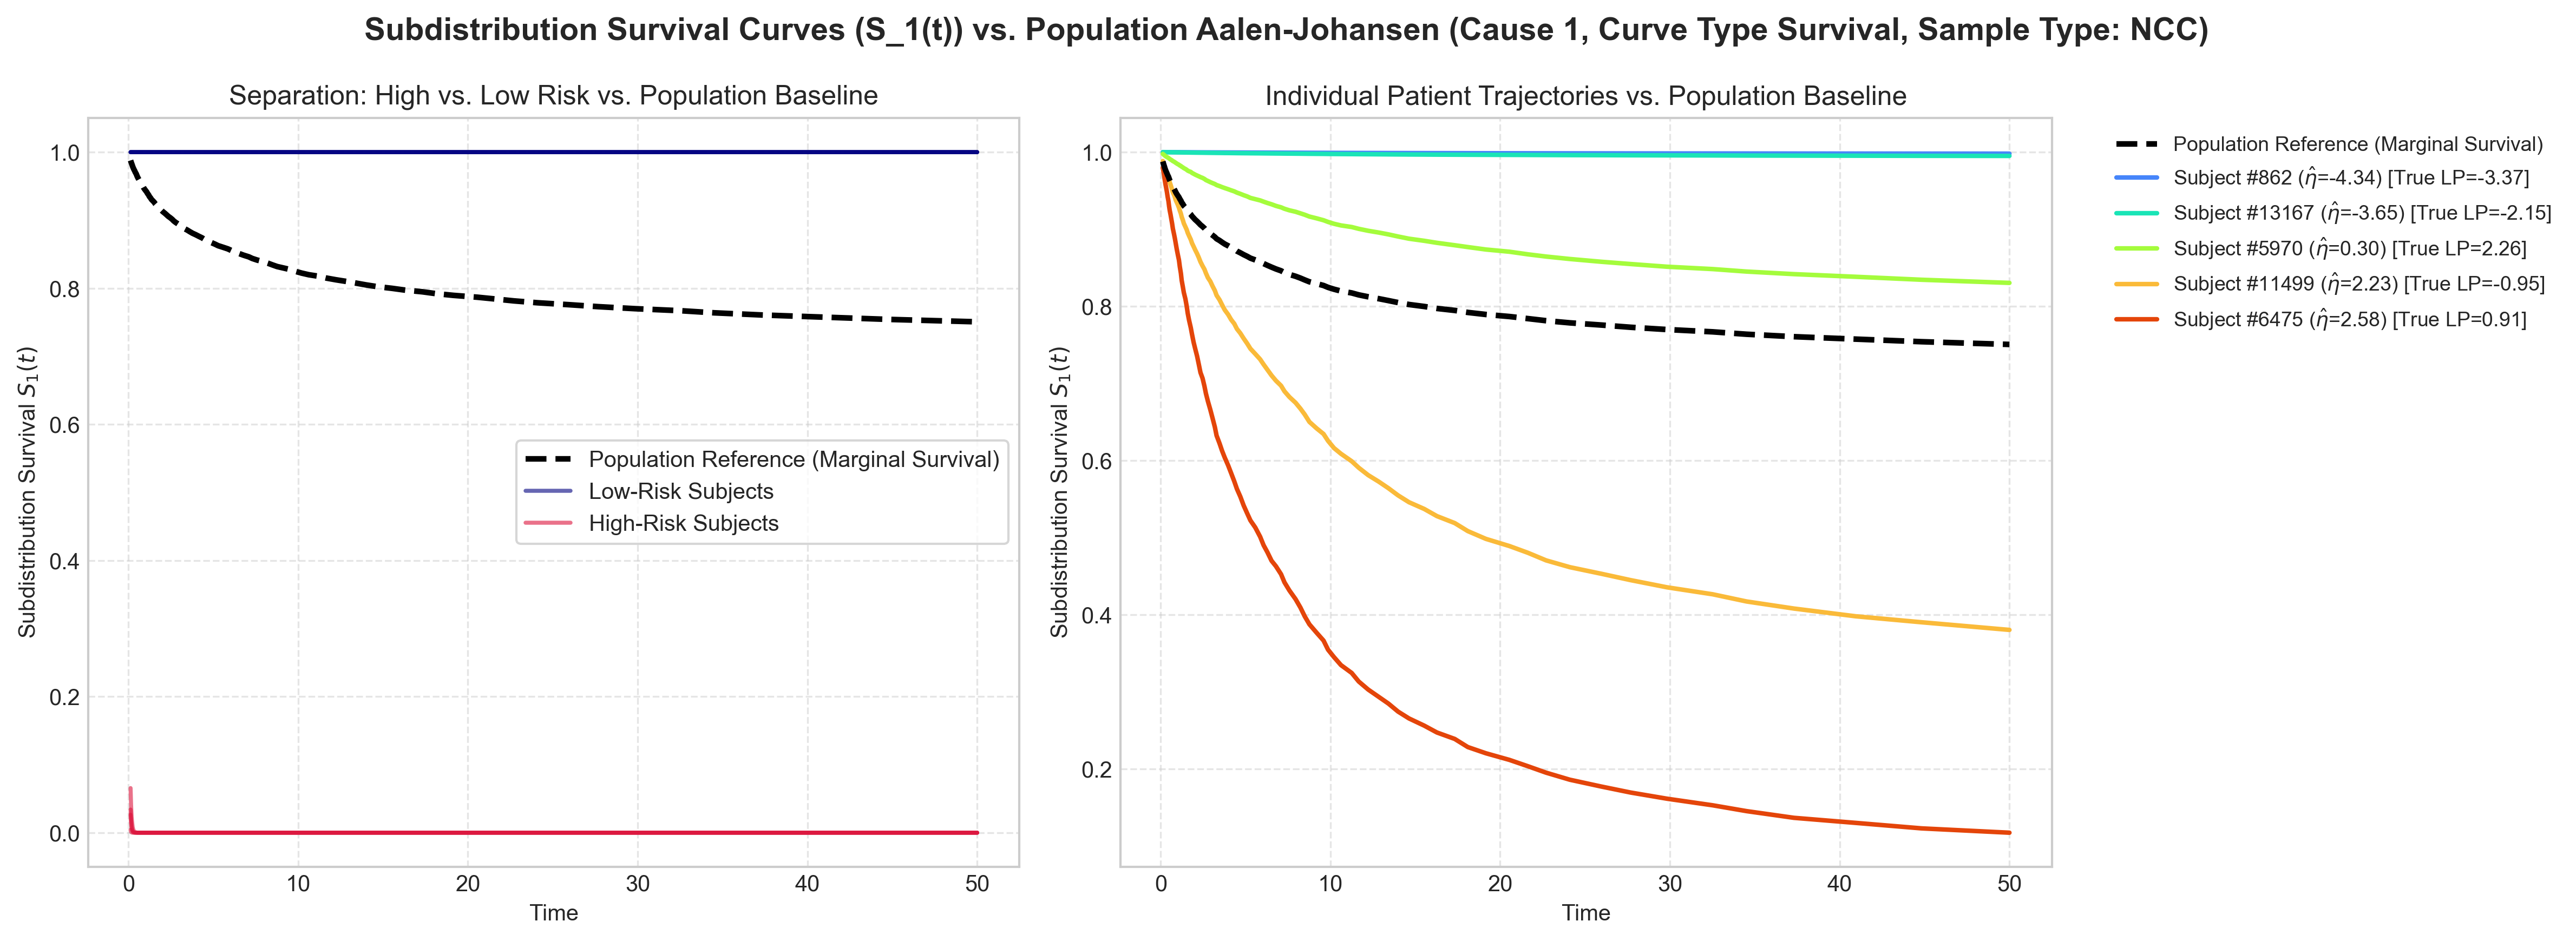 Subdistribution Survival Curves (S_1(t)) vs. Population Aalen-Johansen (Cause 1, Curve Type Survival, Sample Type: NCC)
Separation: High vs. Low Risk vs. Population Baseline
Subdistribution Survival S₁(t)
1.0
0.8
0.6
0.4
0.2
0.0
Population Reference (Marginal Survival)
Low-Risk Subjects
High-Risk Subjects
0 10 20 30 40 50
Time
Individual Patient Trajectories vs. Population Baseline
Subdistribution Survival S₁(t)
1.0
0.8
0.6
0.4
0.2
0 10 20 30 40 50
Time
Population Reference (Marginal Survival)
Subject #862 (η̂=-4.34) [True LP=-3.37]
Subject #13167 (η̂=-3.65) [True LP=-2.15]
Subject #5970 (η̂=0.30) [True LP=2.26]
Subject #11499 (η̂=2.23) [True LP=-0.95]
Subject #6475 (η̂=2.58) [True LP=0.91]